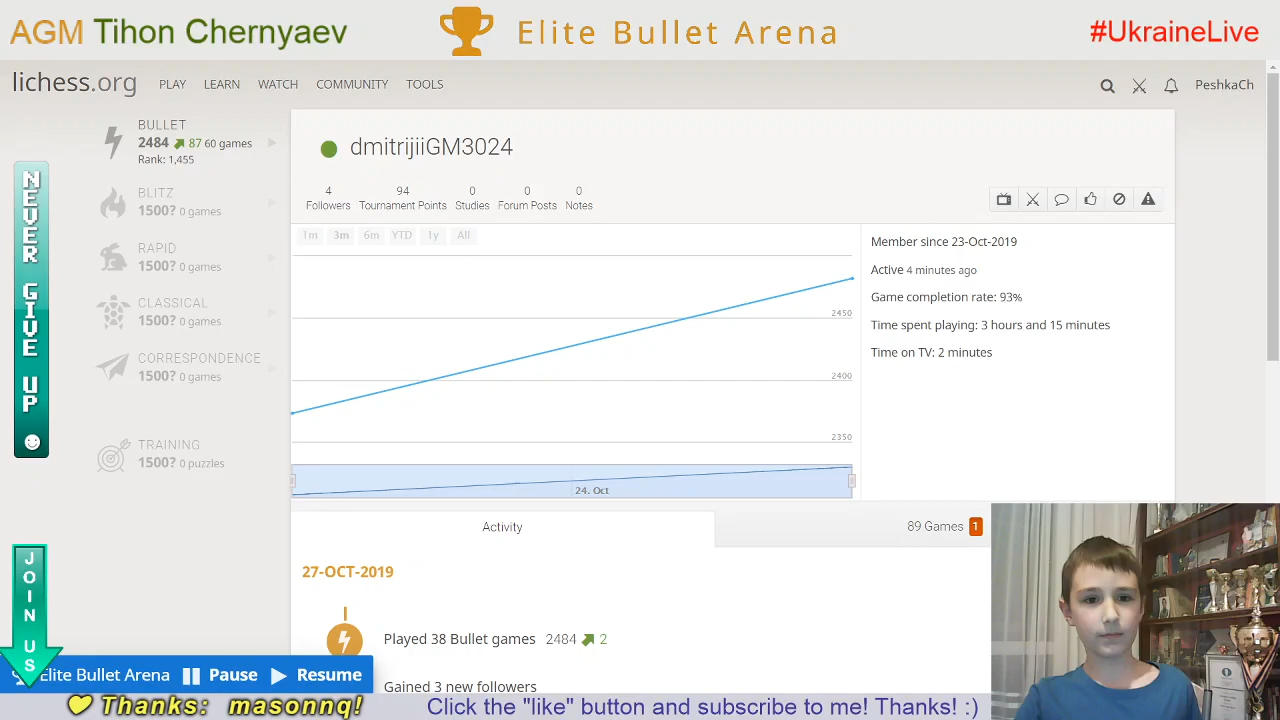 AGM Tihon Chernyaev
Elite Bullet Arena
#UkraineLive
lichess.org
PLAY
LEARN
WATCH
COMMUNITY
TOOLS
PeshkaCh
NEVER GIVE UP
BULLET
2484 87 60 games
Rank: 1,455
BLITZ
1500? 0 games
RAPID
1500? 0 games
CLASSICAL
1500? 0 games
CORRESPONDENCE
1500? 0 games
TRAINING
1500? 0 puzzles
dmitrijiiGM3024
4 94 0 0 0
Followers Tournament Points Studies Forum Posts Notes
1m 3m 6m YTD 1y All
2450
2400
2350
24. Oct
Member since 23-Oct-2019
Active 4 minutes ago
Game completion rate: 93%
Time spent playing: 3 hours and 15 minutes
Time on TV: 2 minutes
Activity
89 Games 1
27-OCT-2019
Played 38 Bullet games 2484 2
Gained 3 new followers
JOIN US
Elite Bullet Arena Pause Resume
Thanks: masonnq!
Click the "like" button and subscribe to me! Thanks! :)